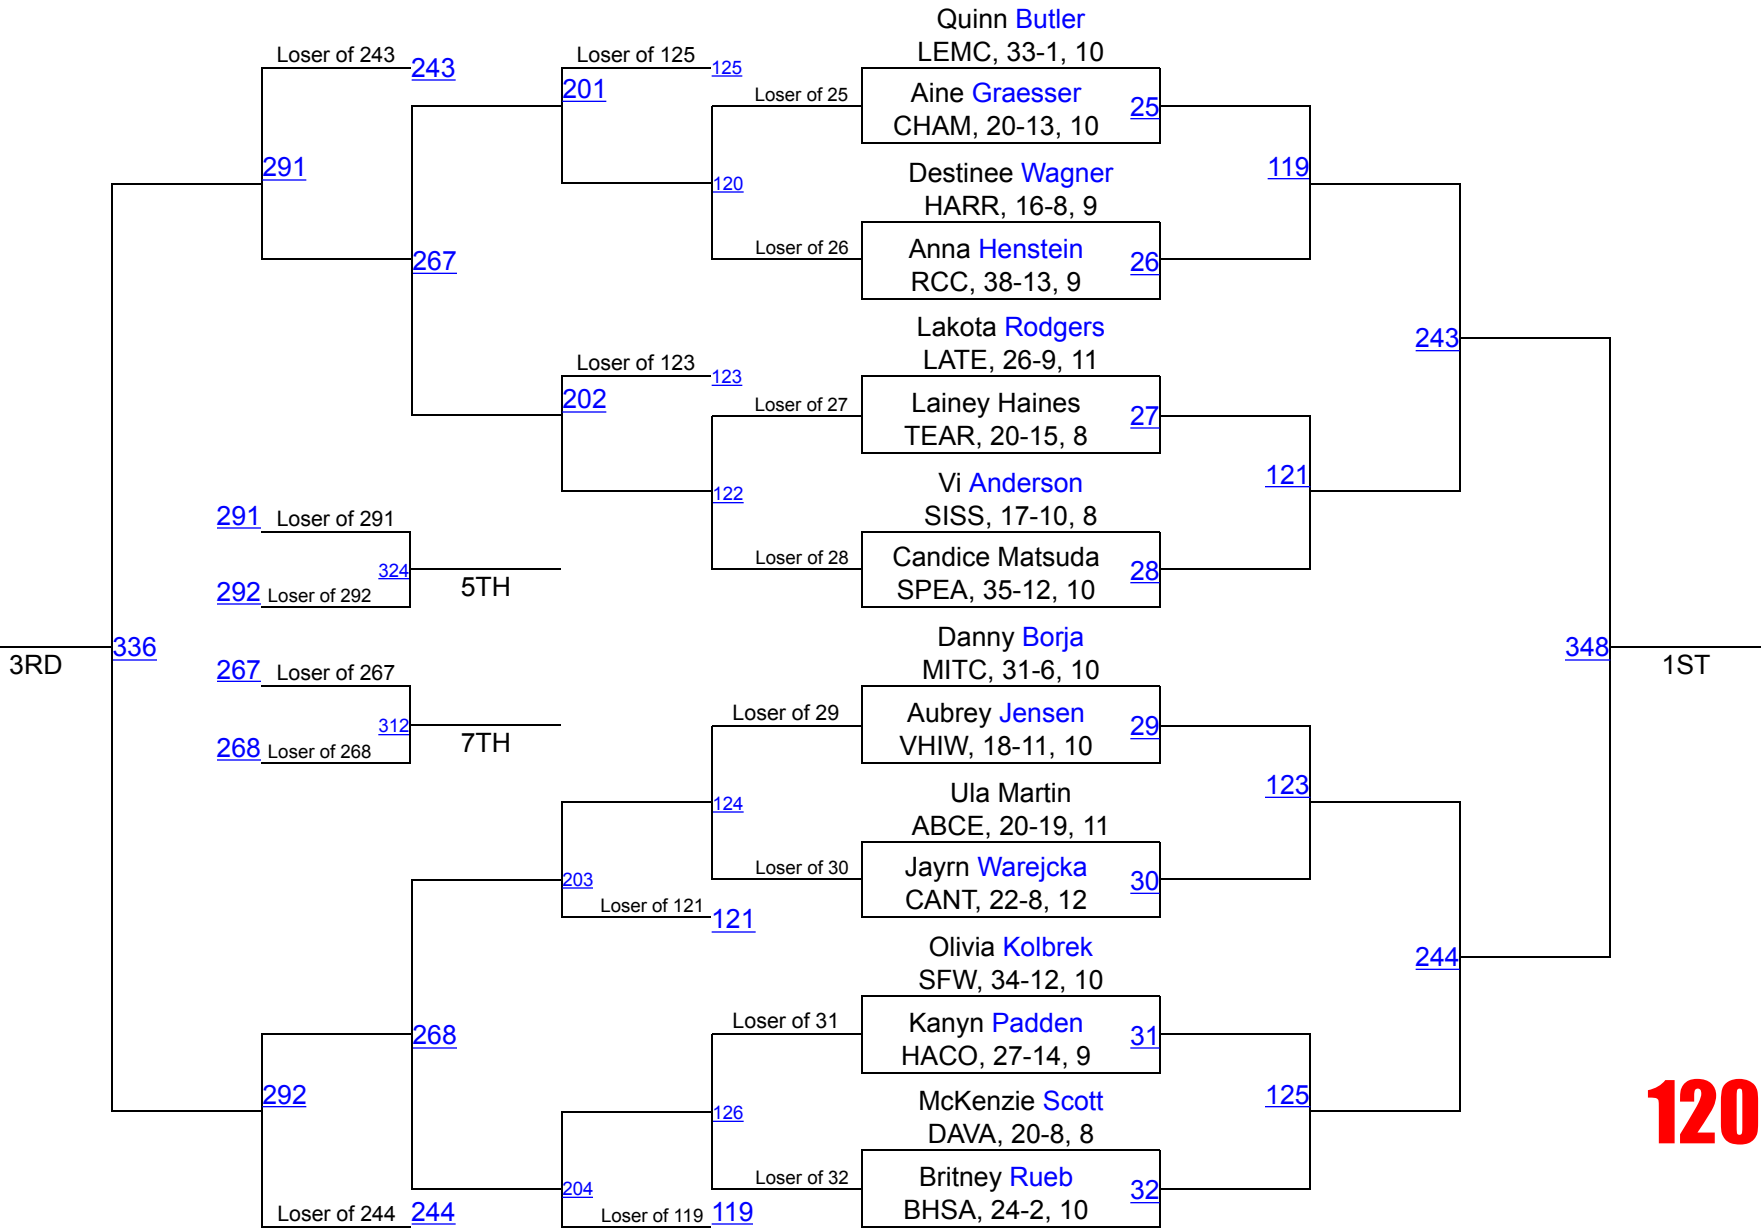 Quinn Butler
LEMC, 33-1, 10
Loser of 243
243
Loser of 125
125
201
Loser of 25
Aine Graesser
CHAM, 20-13, 10
25
291
120
Destinee Wagner
HARR, 16-8, 9
119
Loser of 26
Anna Henstein
RCC, 38-13, 9
26
267
Lakota Rodgers
LATE, 26-9, 11
243
Loser of 123
123
202
Loser of 27
Lainey Haines
TEAR, 20-15, 8
27
122
Vi Anderson
SISS, 17-10, 8
121
291
Loser of 291
Loser of 28
Candice Matsuda
SPEA, 35-12, 10
28
324
5TH
292
Loser of 292
3RD
336
Danny Borja
MITC, 31-6, 10
348
1ST
267
Loser of 267
Loser of 29
Aubrey Jensen
VHIW, 18-11, 10
29
312
7TH
268
Loser of 268
124
Ula Martin
ABCE, 20-19, 11
123
Loser of 30
Jayrn Warejcka
CANT, 22-8, 12
30
203
Loser of 121
121
Olivia Kolbrek
SFW, 34-12, 10
244
268
Loser of 31
Kanyn Padden
HACO, 27-14, 9
31
292
126
McKenzie Scott
DAVA, 20-8, 8
125
120
Loser of 32
Britney Rueb
BHSA, 24-2, 10
32
204
Loser of 244
244
Loser of 119
119